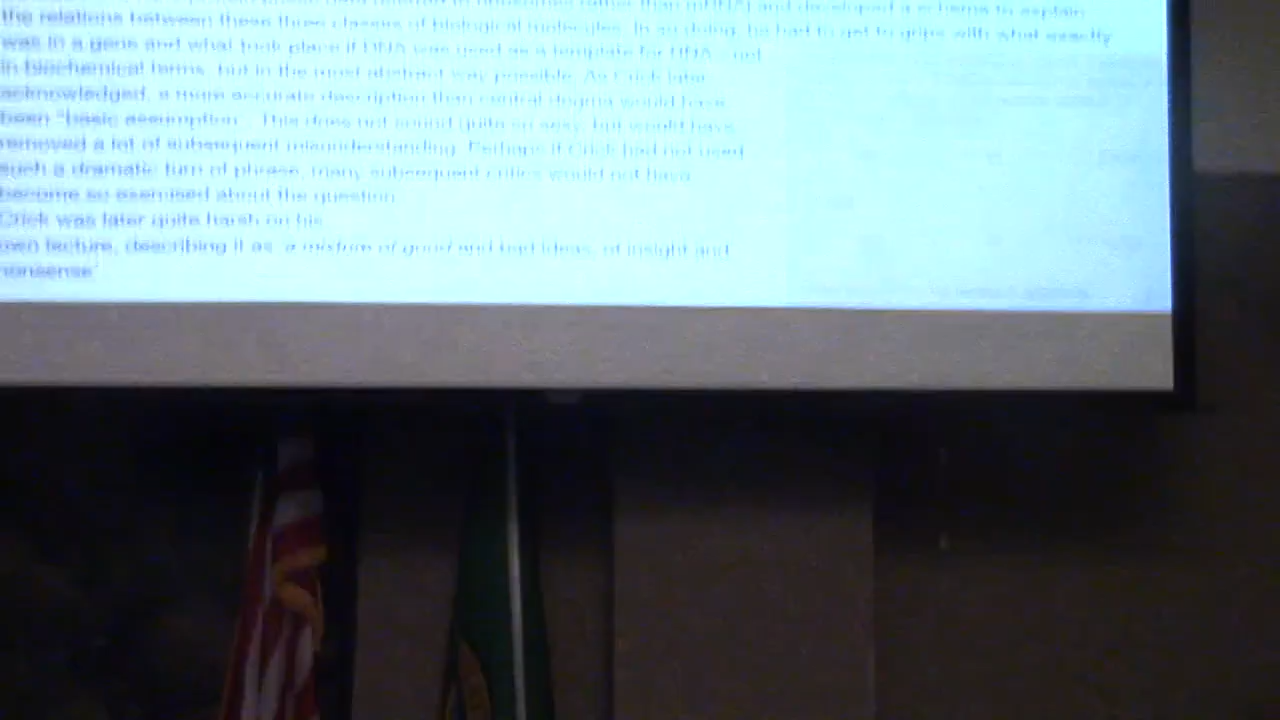 the relations between these three classes of biological molecules. In so doing, he had to get to grips with what exactly
was in a gene and what took place if DNA was used as a template for RNA - not
in biochemical terms, but in the most abstract way possible. As Crick later
acknowledged, a more accurate description than central dogma would have
been "basic assumption". This does not sound quite so sexy, but would have
removed a lot of subsequent misunderstanding. Perhaps if Crick had not used
such a dramatic turn of phrase, many subsequent critics would not have
become so exercised about the question.
Crick was later quite harsh on his
own lecture, describing it as 'a mixture of good and bad ideas, of insight and
nonsense'